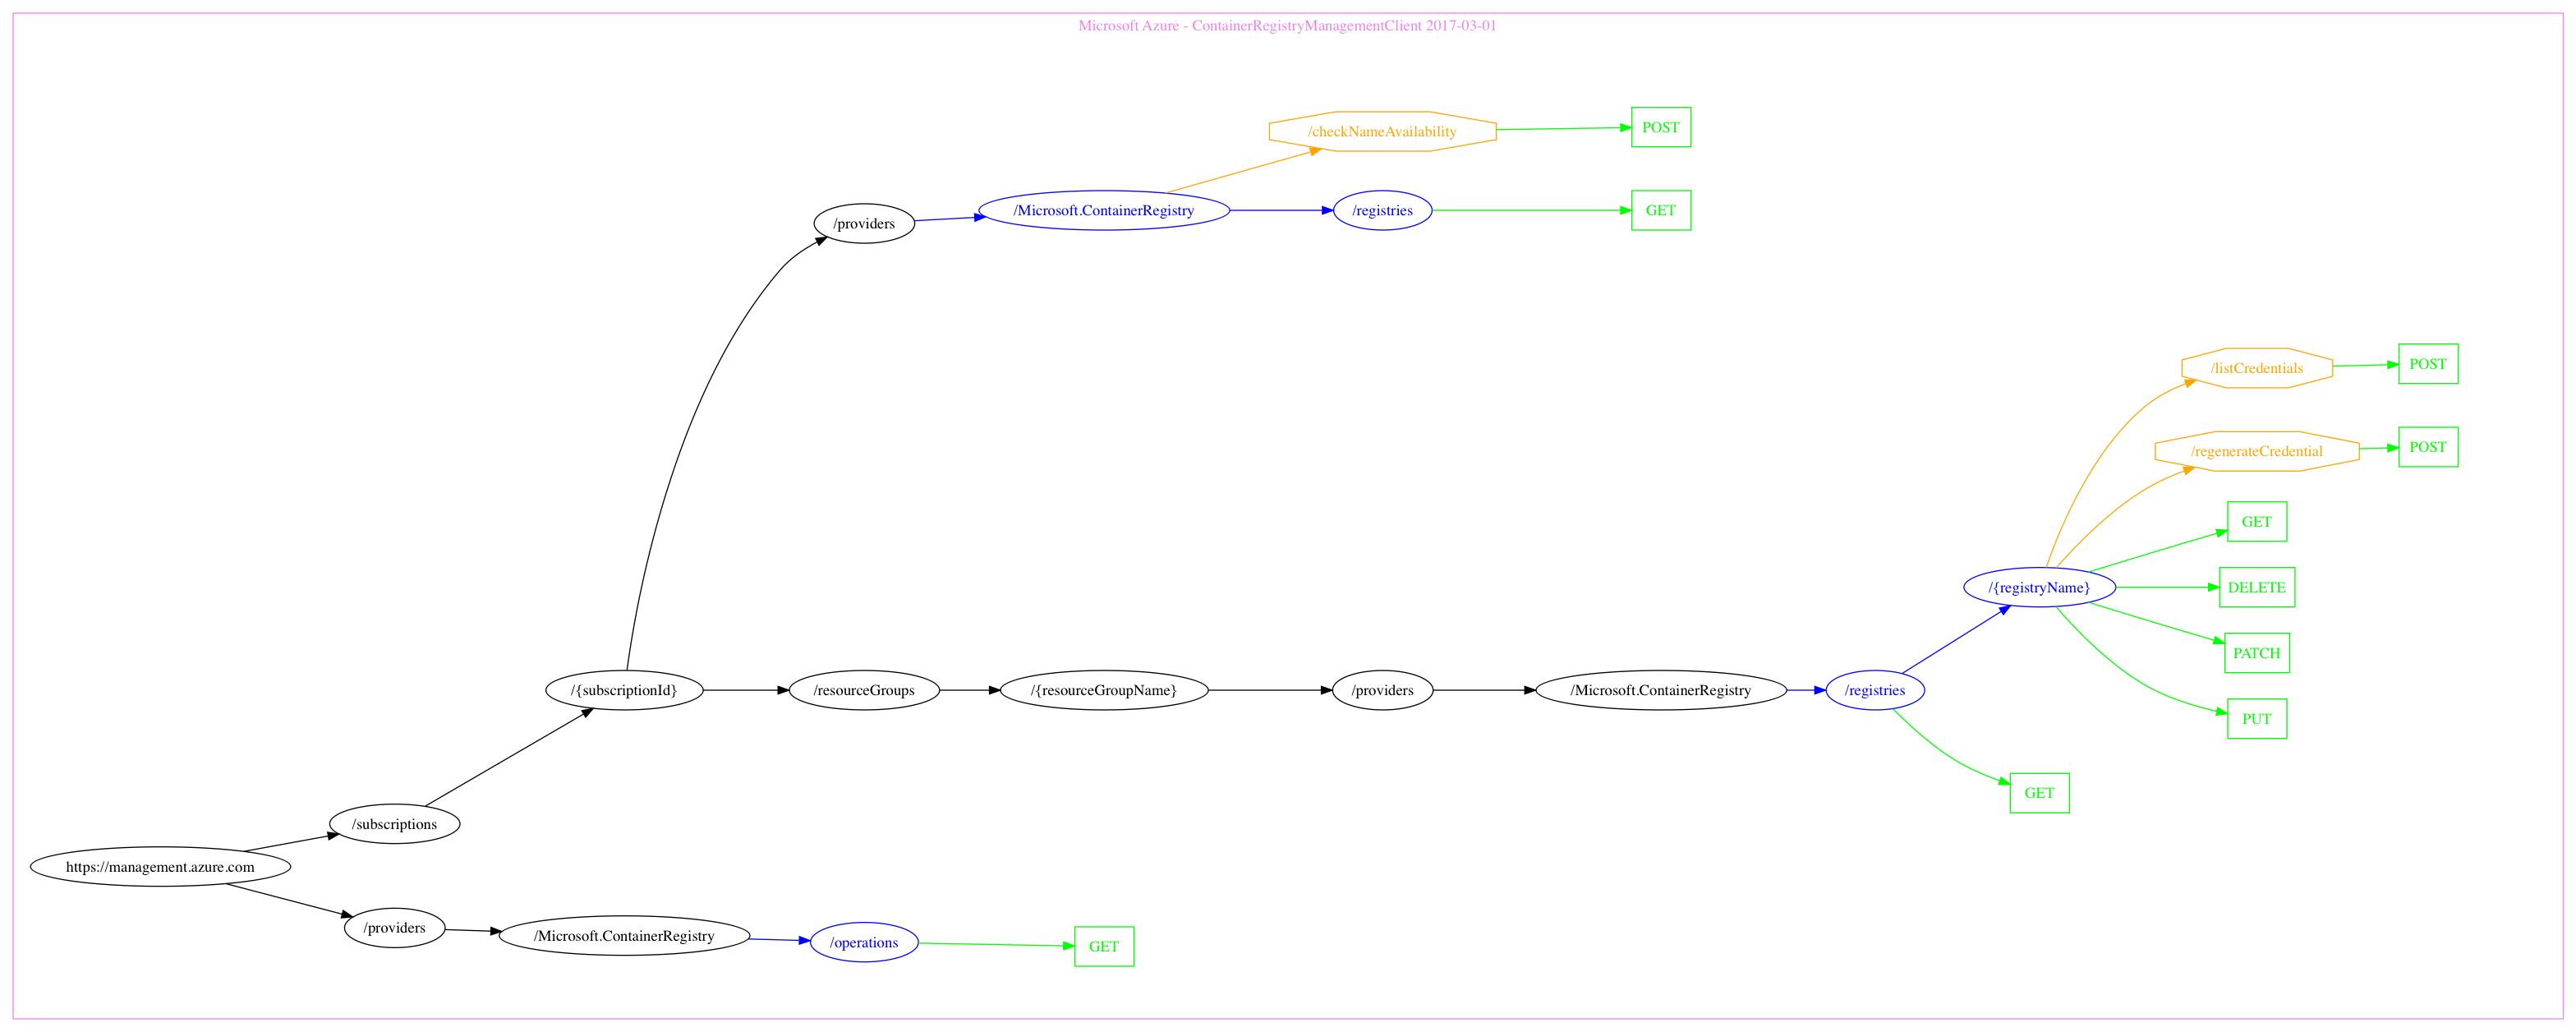 Microsoft Azure - ContainerRegistryManagementClient 2017-03-01
/checkNameAvailability
POST
/providers
/Microsoft.ContainerRegistry
/registries
GET
/listCredentials
POST
/regenerateCredential
POST
GET
/{registryName}
DELETE
PATCH
/{subscriptionId}
/resourceGroups
/{resourceGroupName}
/providers
/Microsoft.ContainerRegistry
/registries
PUT
GET
/subscriptions
https://management.azure.com
/providers
/Microsoft.ContainerRegistry
/operations
GET